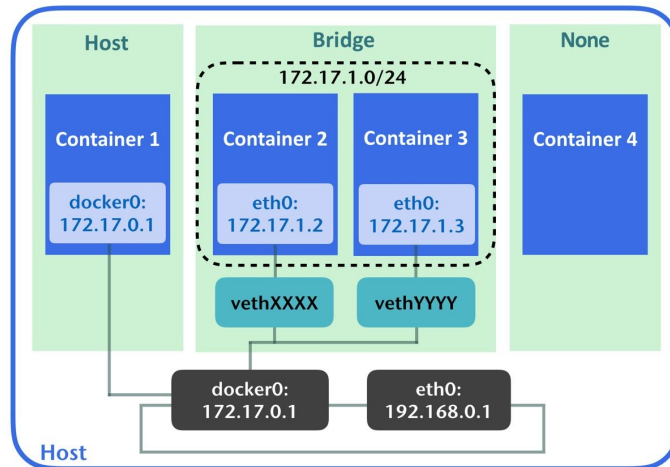 Host
Bridge
None
172.17.1.0/24
Container 1
Container 2
Container 3
Container 4
docker0:
172.17.0.1
eth0:
172.17.1.2
eth0:
172.17.1.3
vethXXXX
vethYYYY
docker0:
172.17.0.1
eth0:
192.168.0.1
Host